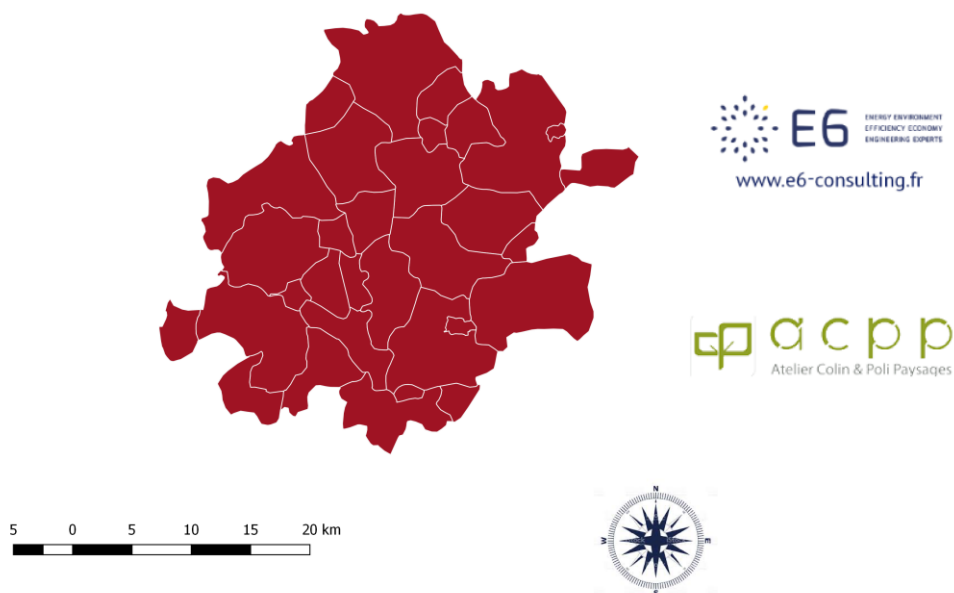 E6
ENERGY ENVIRONMENT
EFFICIENCY ECONOMY
ENGINEERING EXPERTS
www.e6-consulting.fr
acpp
Atelier Colin & Poli Paysages
5 0 5 10 15 20 km
N
W E
S